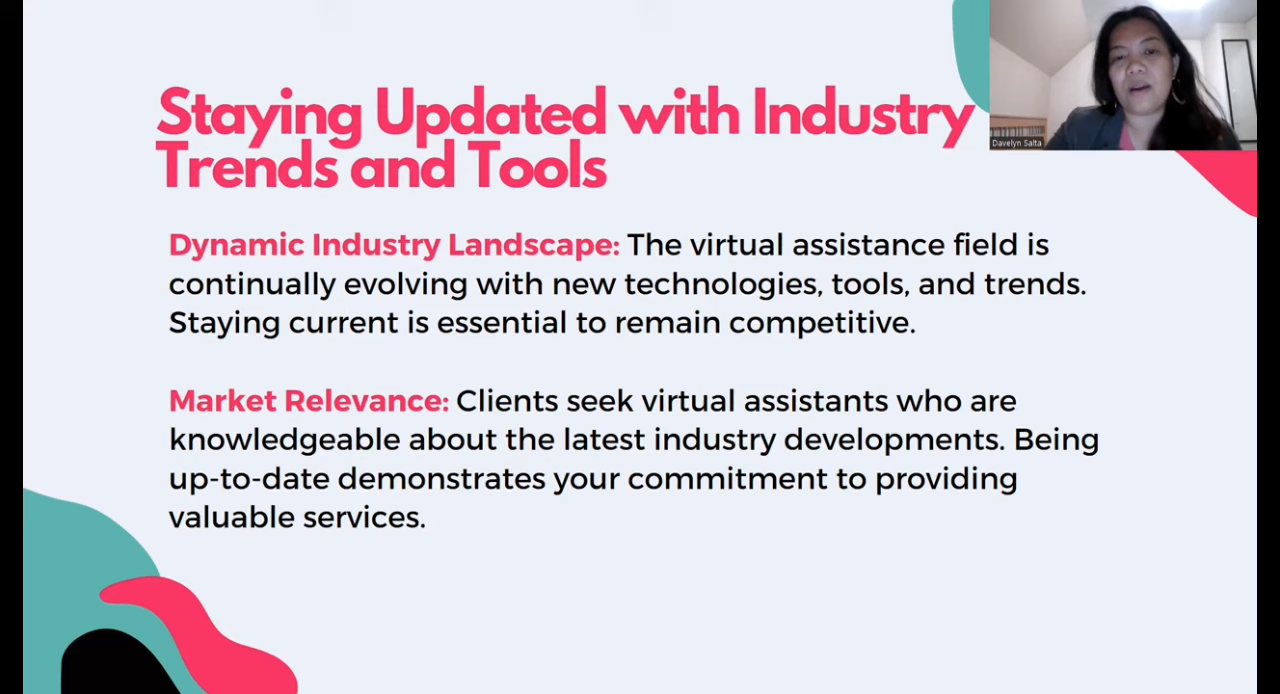 Staying Updated with Industry
Trends and Tools
Dynamic Industry Landscape: The virtual assistance field is
continually evolving with new technologies, tools, and trends.
Staying current is essential to remain competitive.
Market Relevance: Clients seek virtual assistants who are
knowledgeable about the latest industry developments. Being
up-to-date demonstrates your commitment to providing
valuable services.
Davelyn Salta